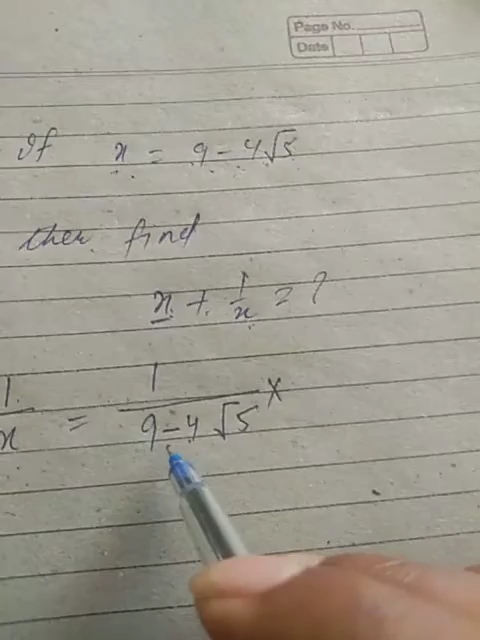 Page No.
Date
If x = 9 - 4√5
then find
x + 1/x = ?
1/x = 1/(9 - 4√5) ×